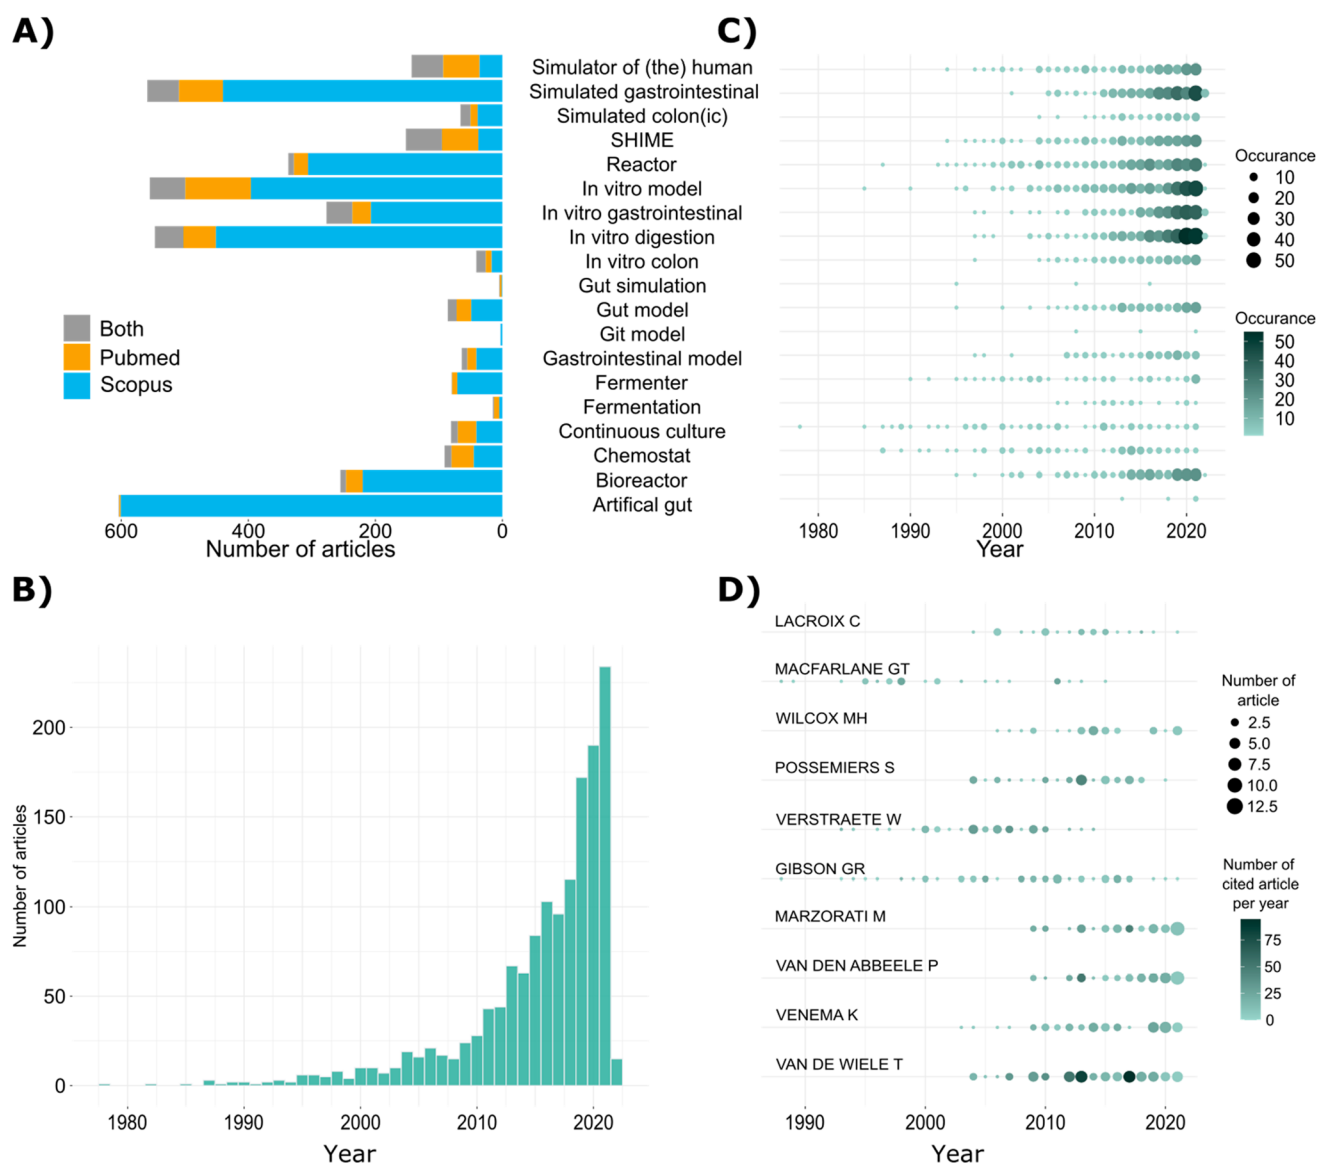 A)
Simulator of (the) human
Simulated gastrointestinal
Simulated colon(ic)
SHIME
Reactor
In vitro model
In vitro gastrointestinal
In vitro digestion
In vitro colon
Gut simulation
Gut model
Git model
Gastrointestinal model
Fermenter
Fermentation
Continuous culture
Chemostat
Bioreactor
Artifical gut
Both
Pubmed
Scopus
600 400 200 0
Number of articles
C)
Occurance
10
20
30
40
50
Occurance
50
40
30
20
10
1980 1990 2000 2010 2020
Year
B)
Number of articles
200
150
100
50
0
1980 1990 2000 2010 2020
Year
D)
LACROIX C
MACFARLANE GT
WILCOX MH
POSSEMIERS S
VERSTRAETE W
GIBSON GR
MARZORATI M
VAN DEN ABBEELE P
VENEMA K
VAN DE WIELE T
1990 2000 2010 2020
Year
Number of
article
2.5
5.0
7.5
10.0
12.5
Number of
cited article
per year
75
50
25
0